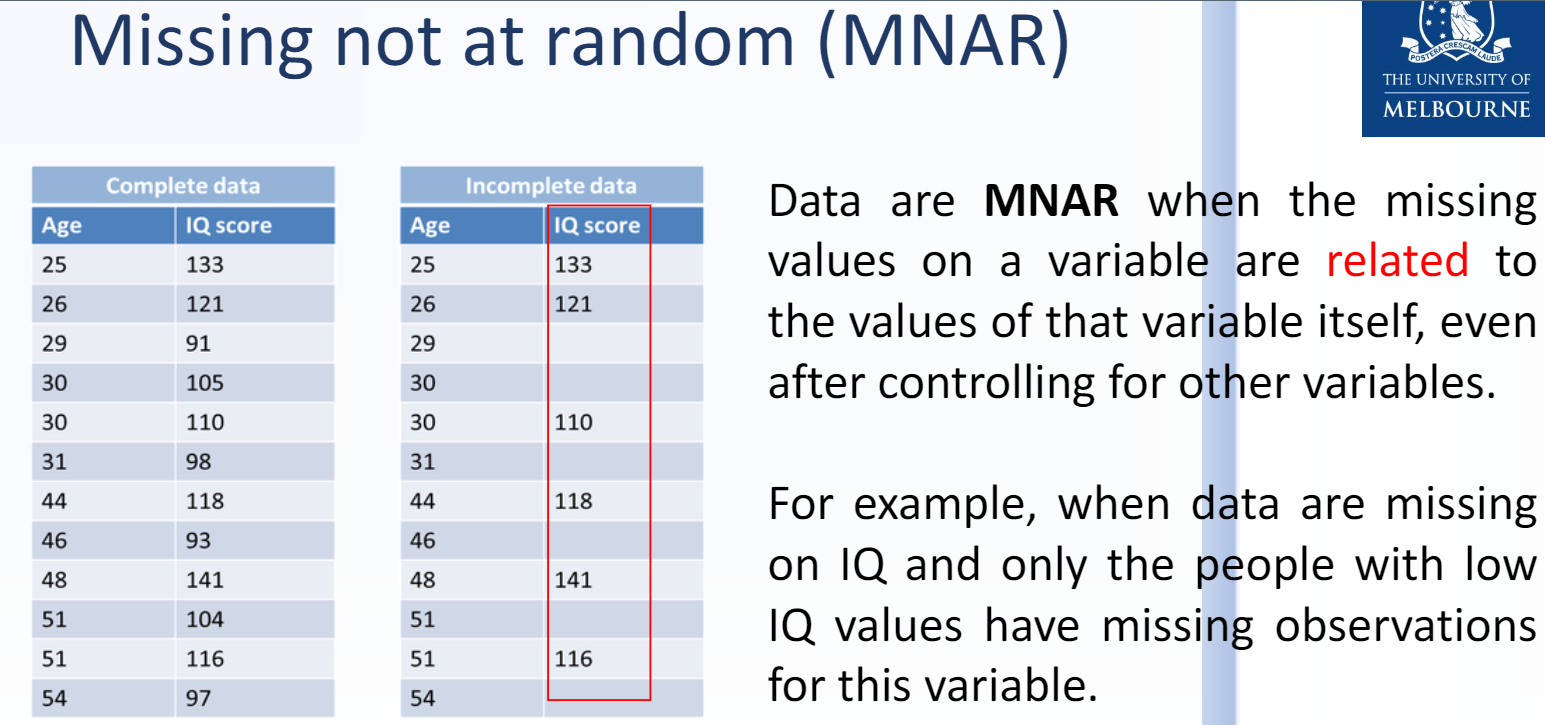 Missing not at random (MNAR)
POSTERA CRESCAM LAUDE
THE UNIVERSITY OF
MELBOURNE
Complete data
Age IQ score
25 133
26 121
29 91
30 105
30 110
31 98
44 118
46 93
48 141
51 104
51 116
54 97
Incomplete data
Age IQ score
25 133
26 121
29
30
30 110
31
44 118
46
48 141
51
51 116
54
Data are MNAR when the missing
values on a variable are related to
the values of that variable itself, even
after controlling for other variables.
For example, when data are missing
on IQ and only the people with low
IQ values have missing observations
for this variable.